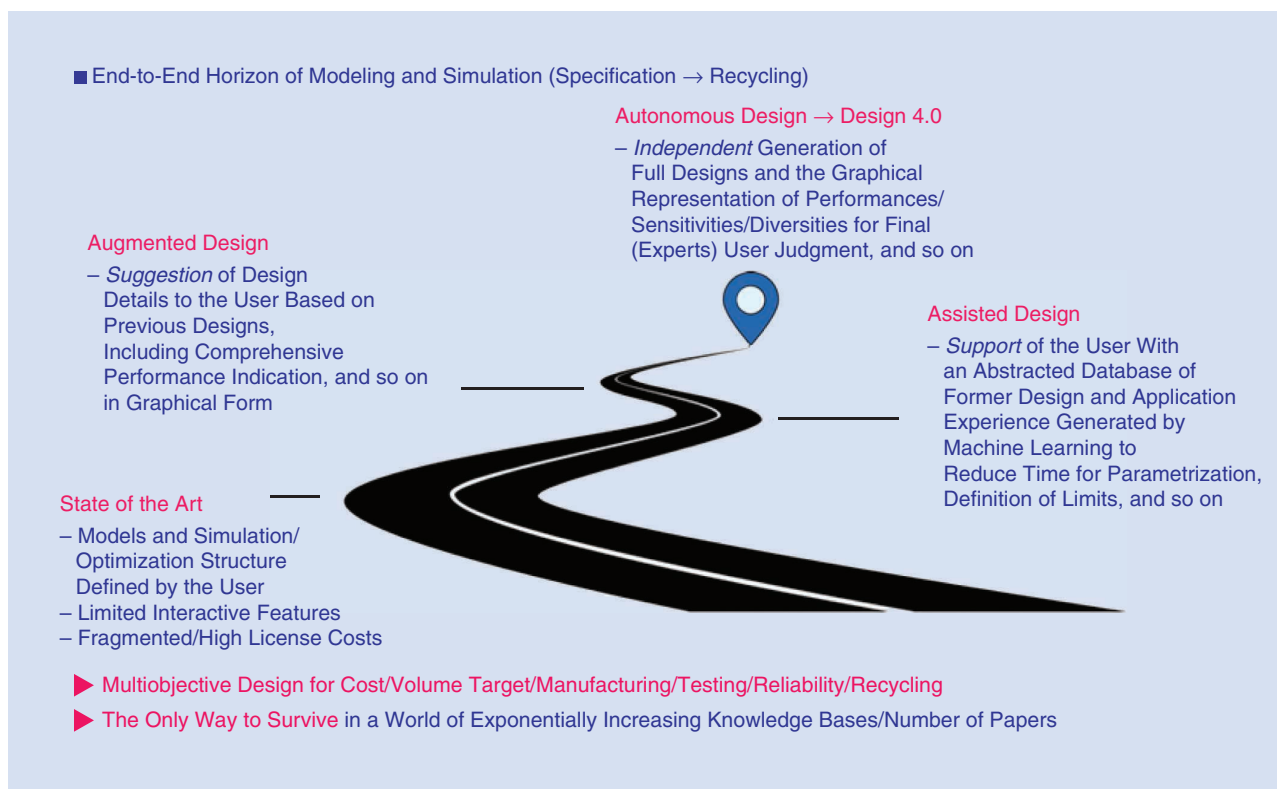 ■ End-to-End Horizon of Modeling and Simulation (Specification → Recycling)
Autonomous Design → Design 4.0
– Independent Generation of
Full Designs and the Graphical
Representation of Performances/
Sensitivities/Diversities for Final
(Experts) User Judgment, and so on
Augmented Design
– Suggestion of Design
Details to the User Based on
Previous Designs,
Including Comprehensive
Performance Indication, and so on
in Graphical Form
Assisted Design
– Support of the User With
an Abstracted Database of
Former Design and Application
Experience Generated by
Machine Learning to
Reduce Time for Parametrization,
Definition of Limits, and so on
State of the Art
– Models and Simulation/
Optimization Structure
Defined by the User
– Limited Interactive Features
– Fragmented/High License Costs
▶ Multiobjective Design for Cost/Volume Target/Manufacturing/Testing/Reliability/Recycling
▶ The Only Way to Survive in a World of Exponentially Increasing Knowledge Bases/Number of Papers